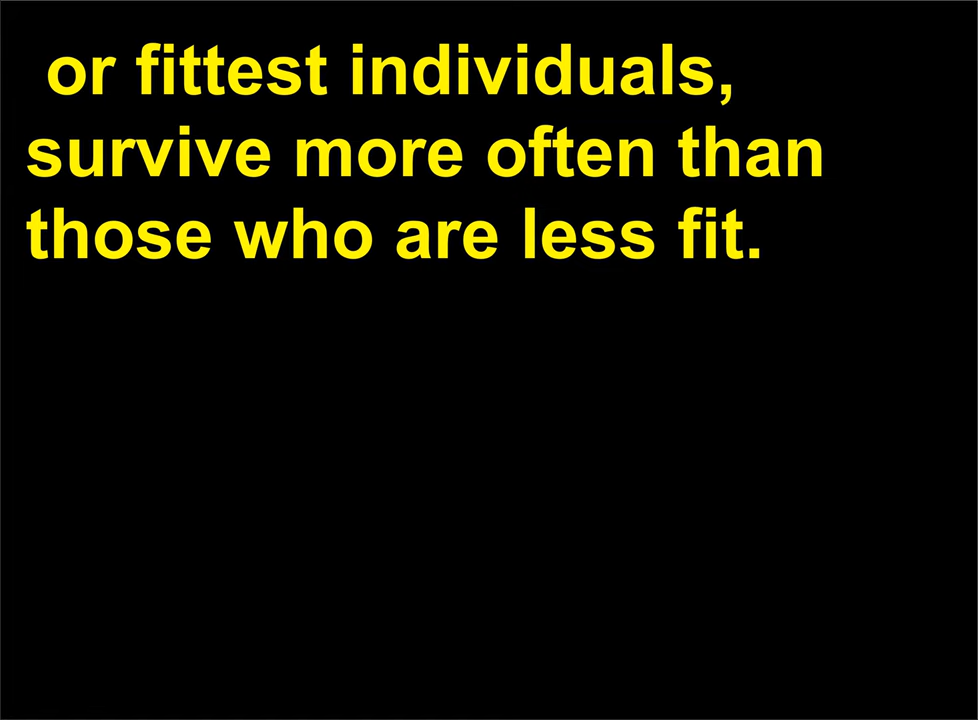 or fittest individuals,
survive more often than
those who are less fit.